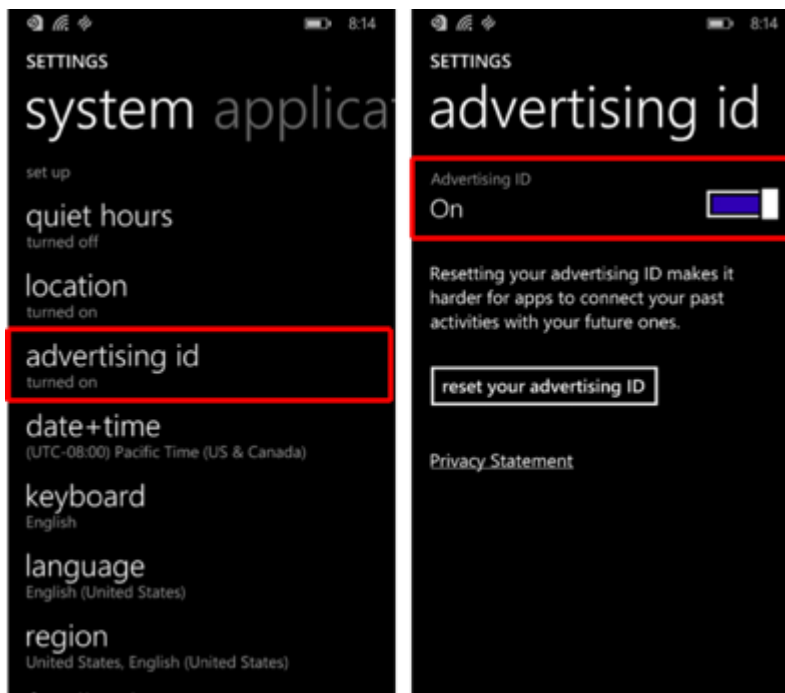 8:14
SETTINGS
system applica
set up
quiet hours
turned off
location
turned on
advertising id
turned on
date+time
(UTC-08:00) Pacific Time (US & Canada)
keyboard
English
language
English (United States)
region
United States, English (United States)
8:14
SETTINGS
advertising id
Advertising ID
On
Resetting your advertising ID makes it
harder for apps to connect your past
activities with your future ones.
reset your advertising ID
Privacy Statement